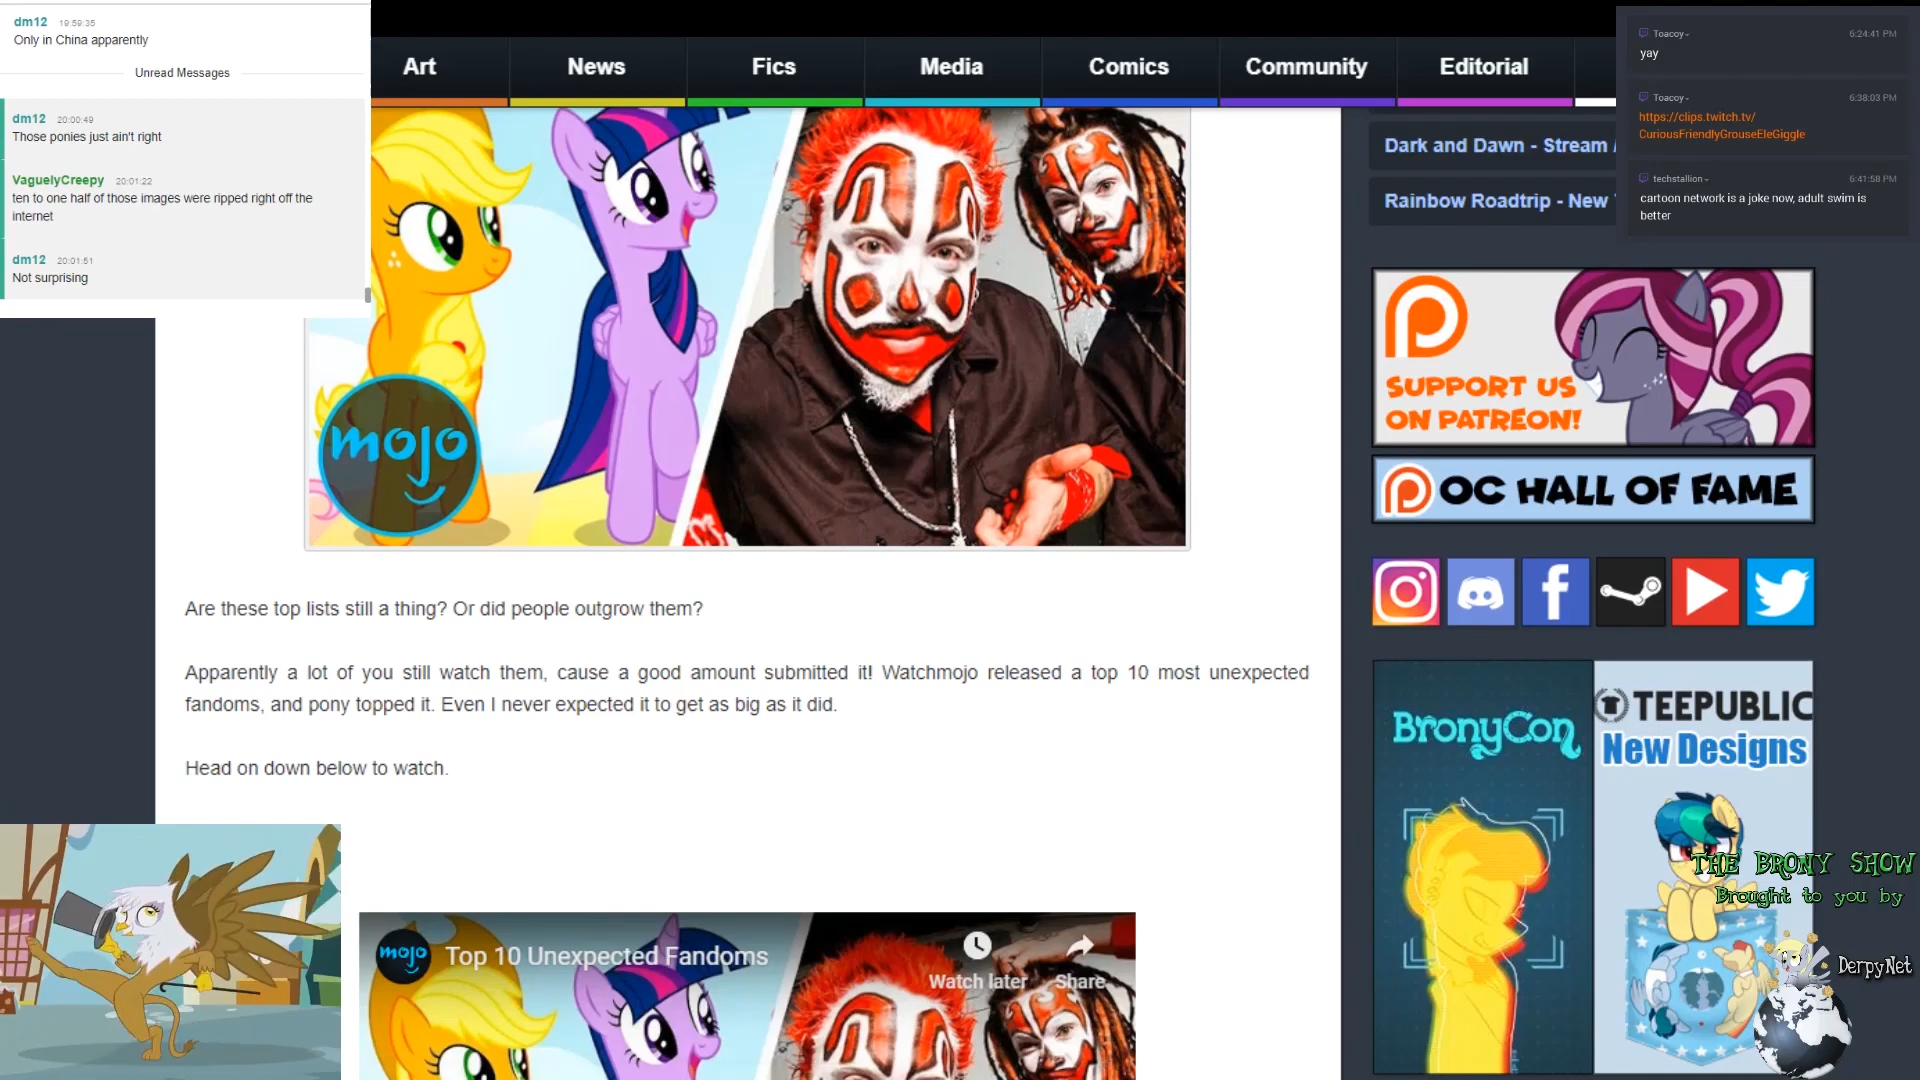 dm12 19:59:35
Only in China apparently
Unread Messages
dm12 20:00:49
Those ponies just ain't right
VaguelyCreepy 20:01:22
ten to one half of those images were ripped right off the
internet
dm12 20:01:51
Not surprising
Art News Fics Media Comics Community Editorial
Toacoy 6:24:41 PM
yay
Toacoy 6:38:03 PM
https://clips.twitch.tv/
CuriousFriendlyGrouseEleGiggle
techstallion 6:41:58 PM
cartoon network is a joke now, adult swim is
better
Dark and Dawn - Stream
Rainbow Roadtrip - New
mojo
SUPPORT US
ON PATREON!
OC HALL OF FAME
Are these top lists still a thing? Or did people outgrow them?
Apparently a lot of you still watch them, cause a good amount submitted it! Watchmojo released a top 10 most unexpected
fandoms, and pony topped it. Even I never expected it to get as big as it did.
Head on down below to watch.
BronyCon
TEEPUBLIC
New Designs
mojo Top 10 Unexpected Fandoms
Watch later Share
THE BRONY SHOW
Brought to you by
DerpyNet